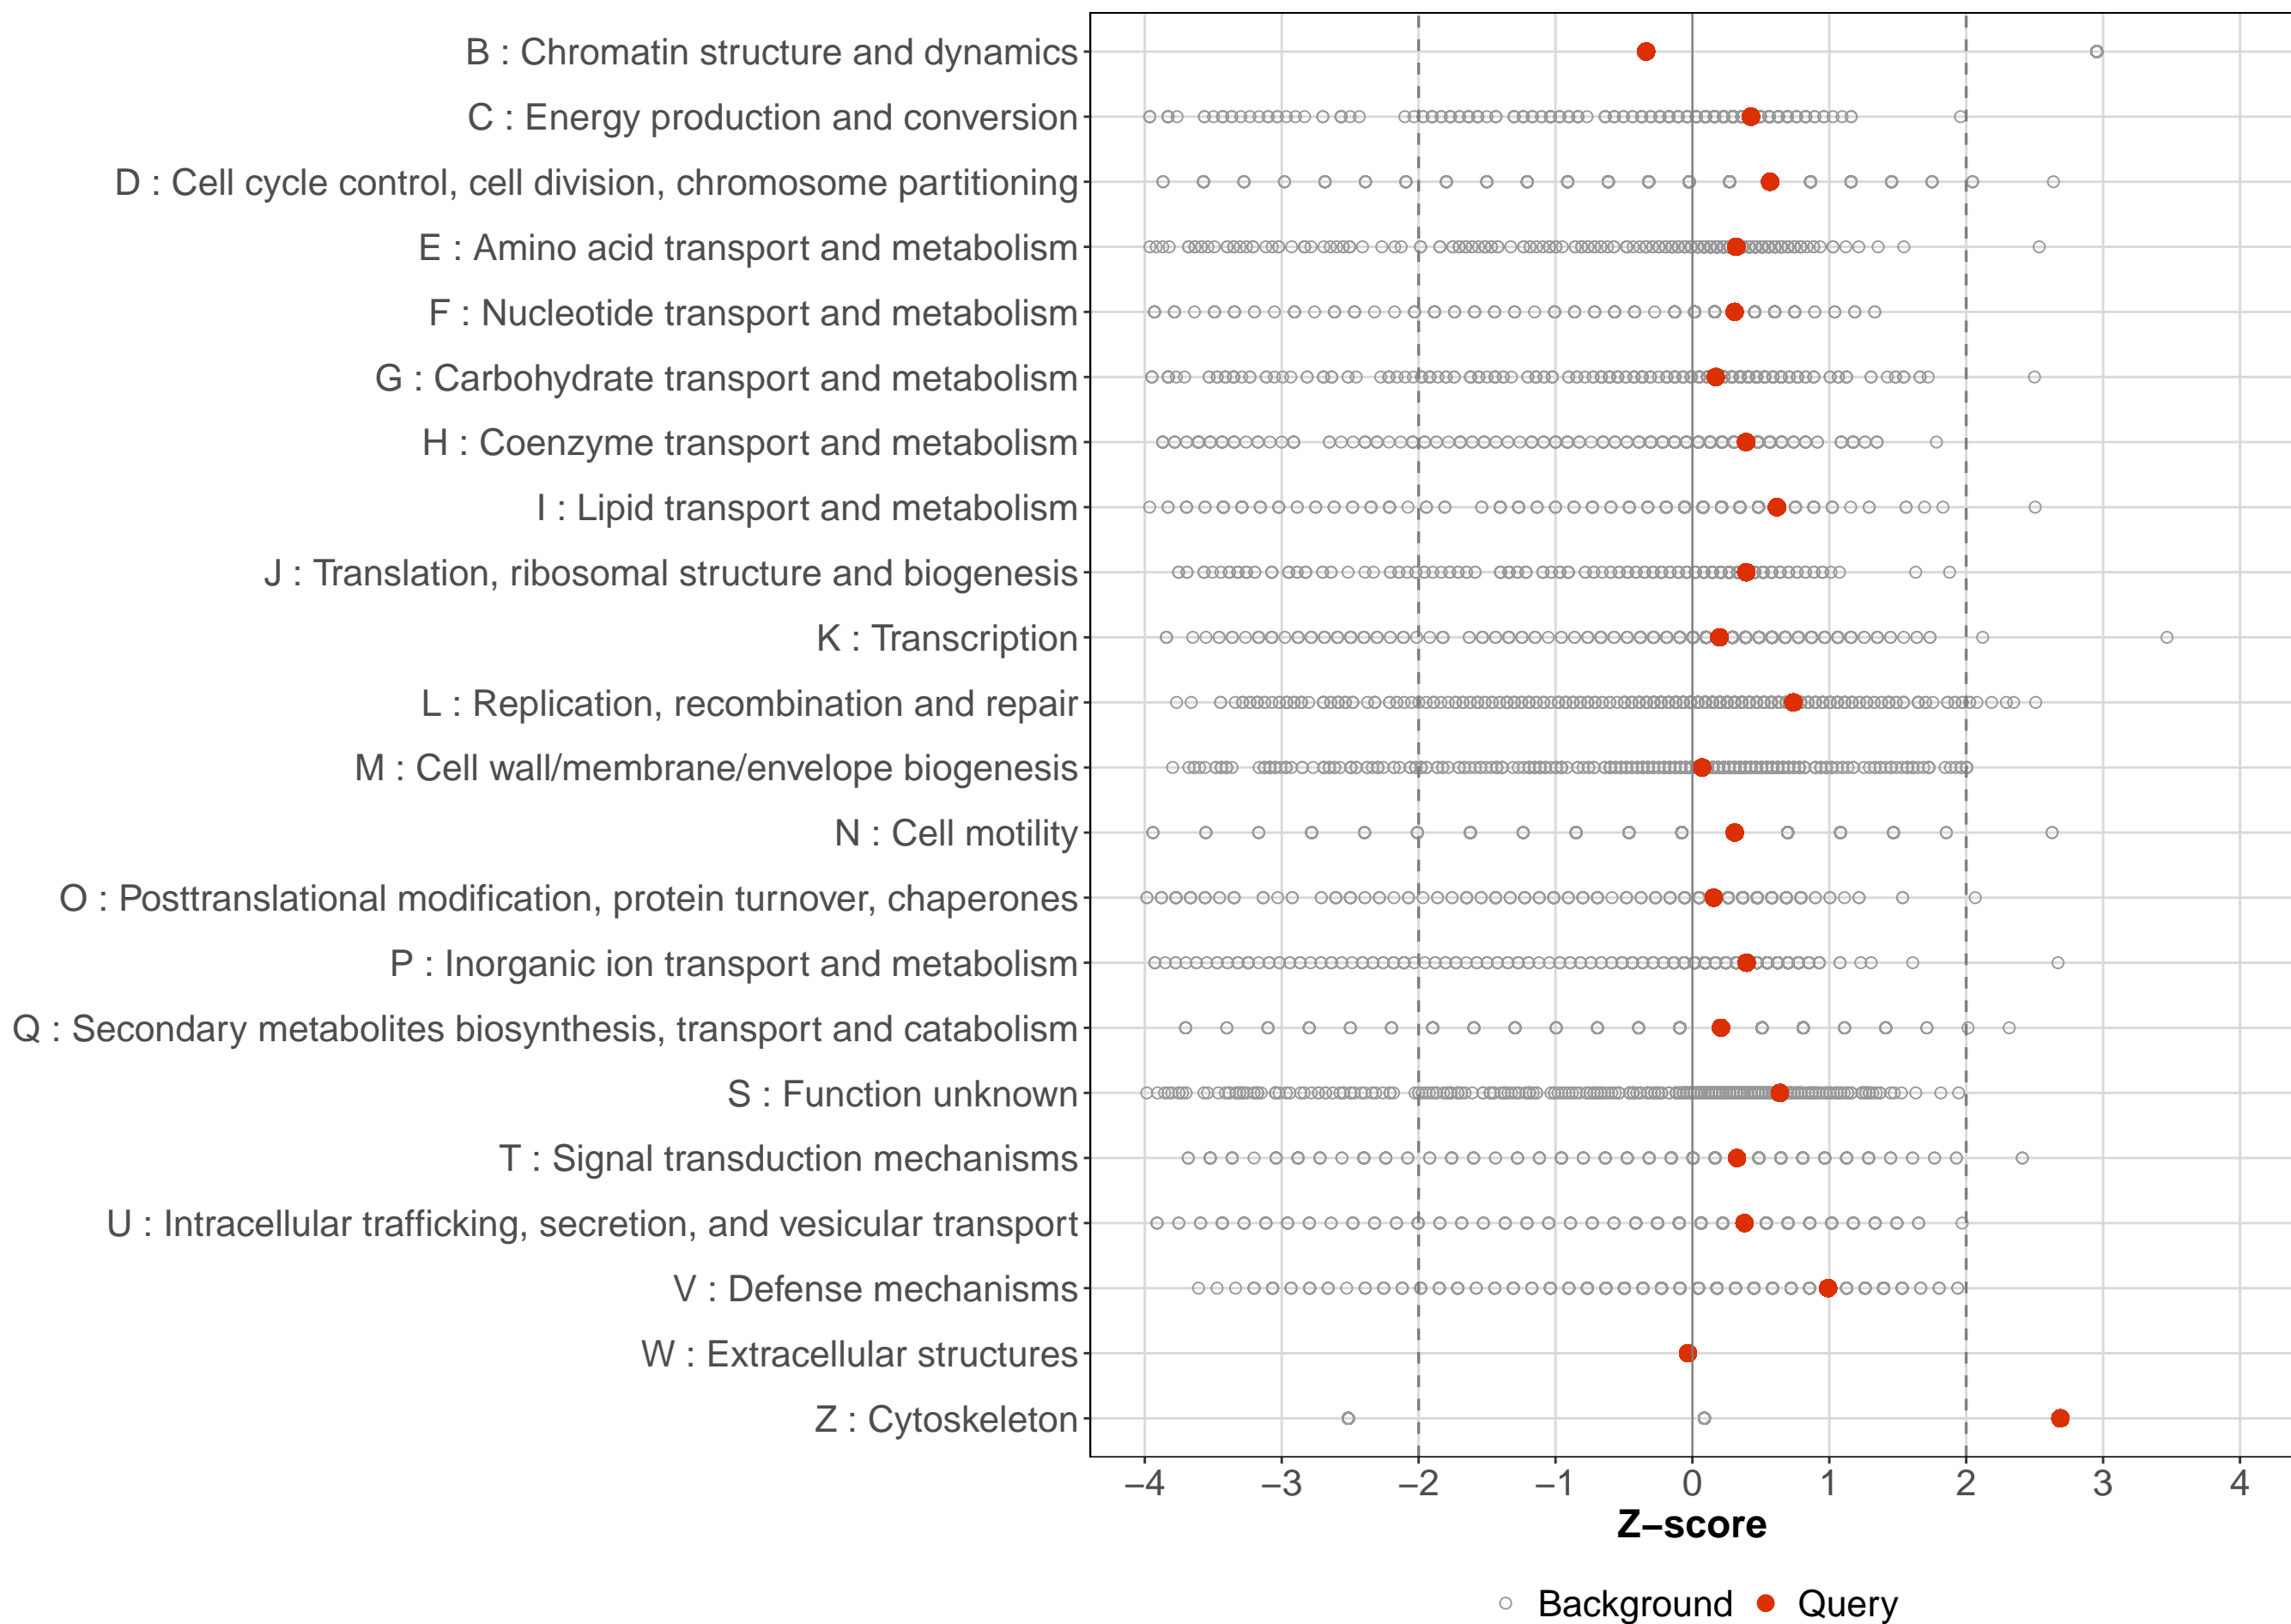 B : Chromatin structure and dynamics
C : Energy production and conversion
D : Cell cycle control, cell division, chromosome partitioning
E : Amino acid transport and metabolism
F : Nucleotide transport and metabolism
G : Carbohydrate transport and metabolism
H : Coenzyme transport and metabolism
I : Lipid transport and metabolism
J : Translation, ribosomal structure and biogenesis
K : Transcription
L : Replication, recombination and repair
M : Cell wall/membrane/envelope biogenesis
N : Cell motility
O : Posttranslational modification, protein turnover, chaperones
P : Inorganic ion transport and metabolism
Q : Secondary metabolites biosynthesis, transport and catabolism
S : Function unknown
T : Signal transduction mechanisms
U : Intracellular trafficking, secretion, and vesicular transport
V : Defense mechanisms
W : Extracellular structures
Z : Cytoskeleton
−4 −3 −2 −1 0 1 2 3 4
Z−score
Background Query